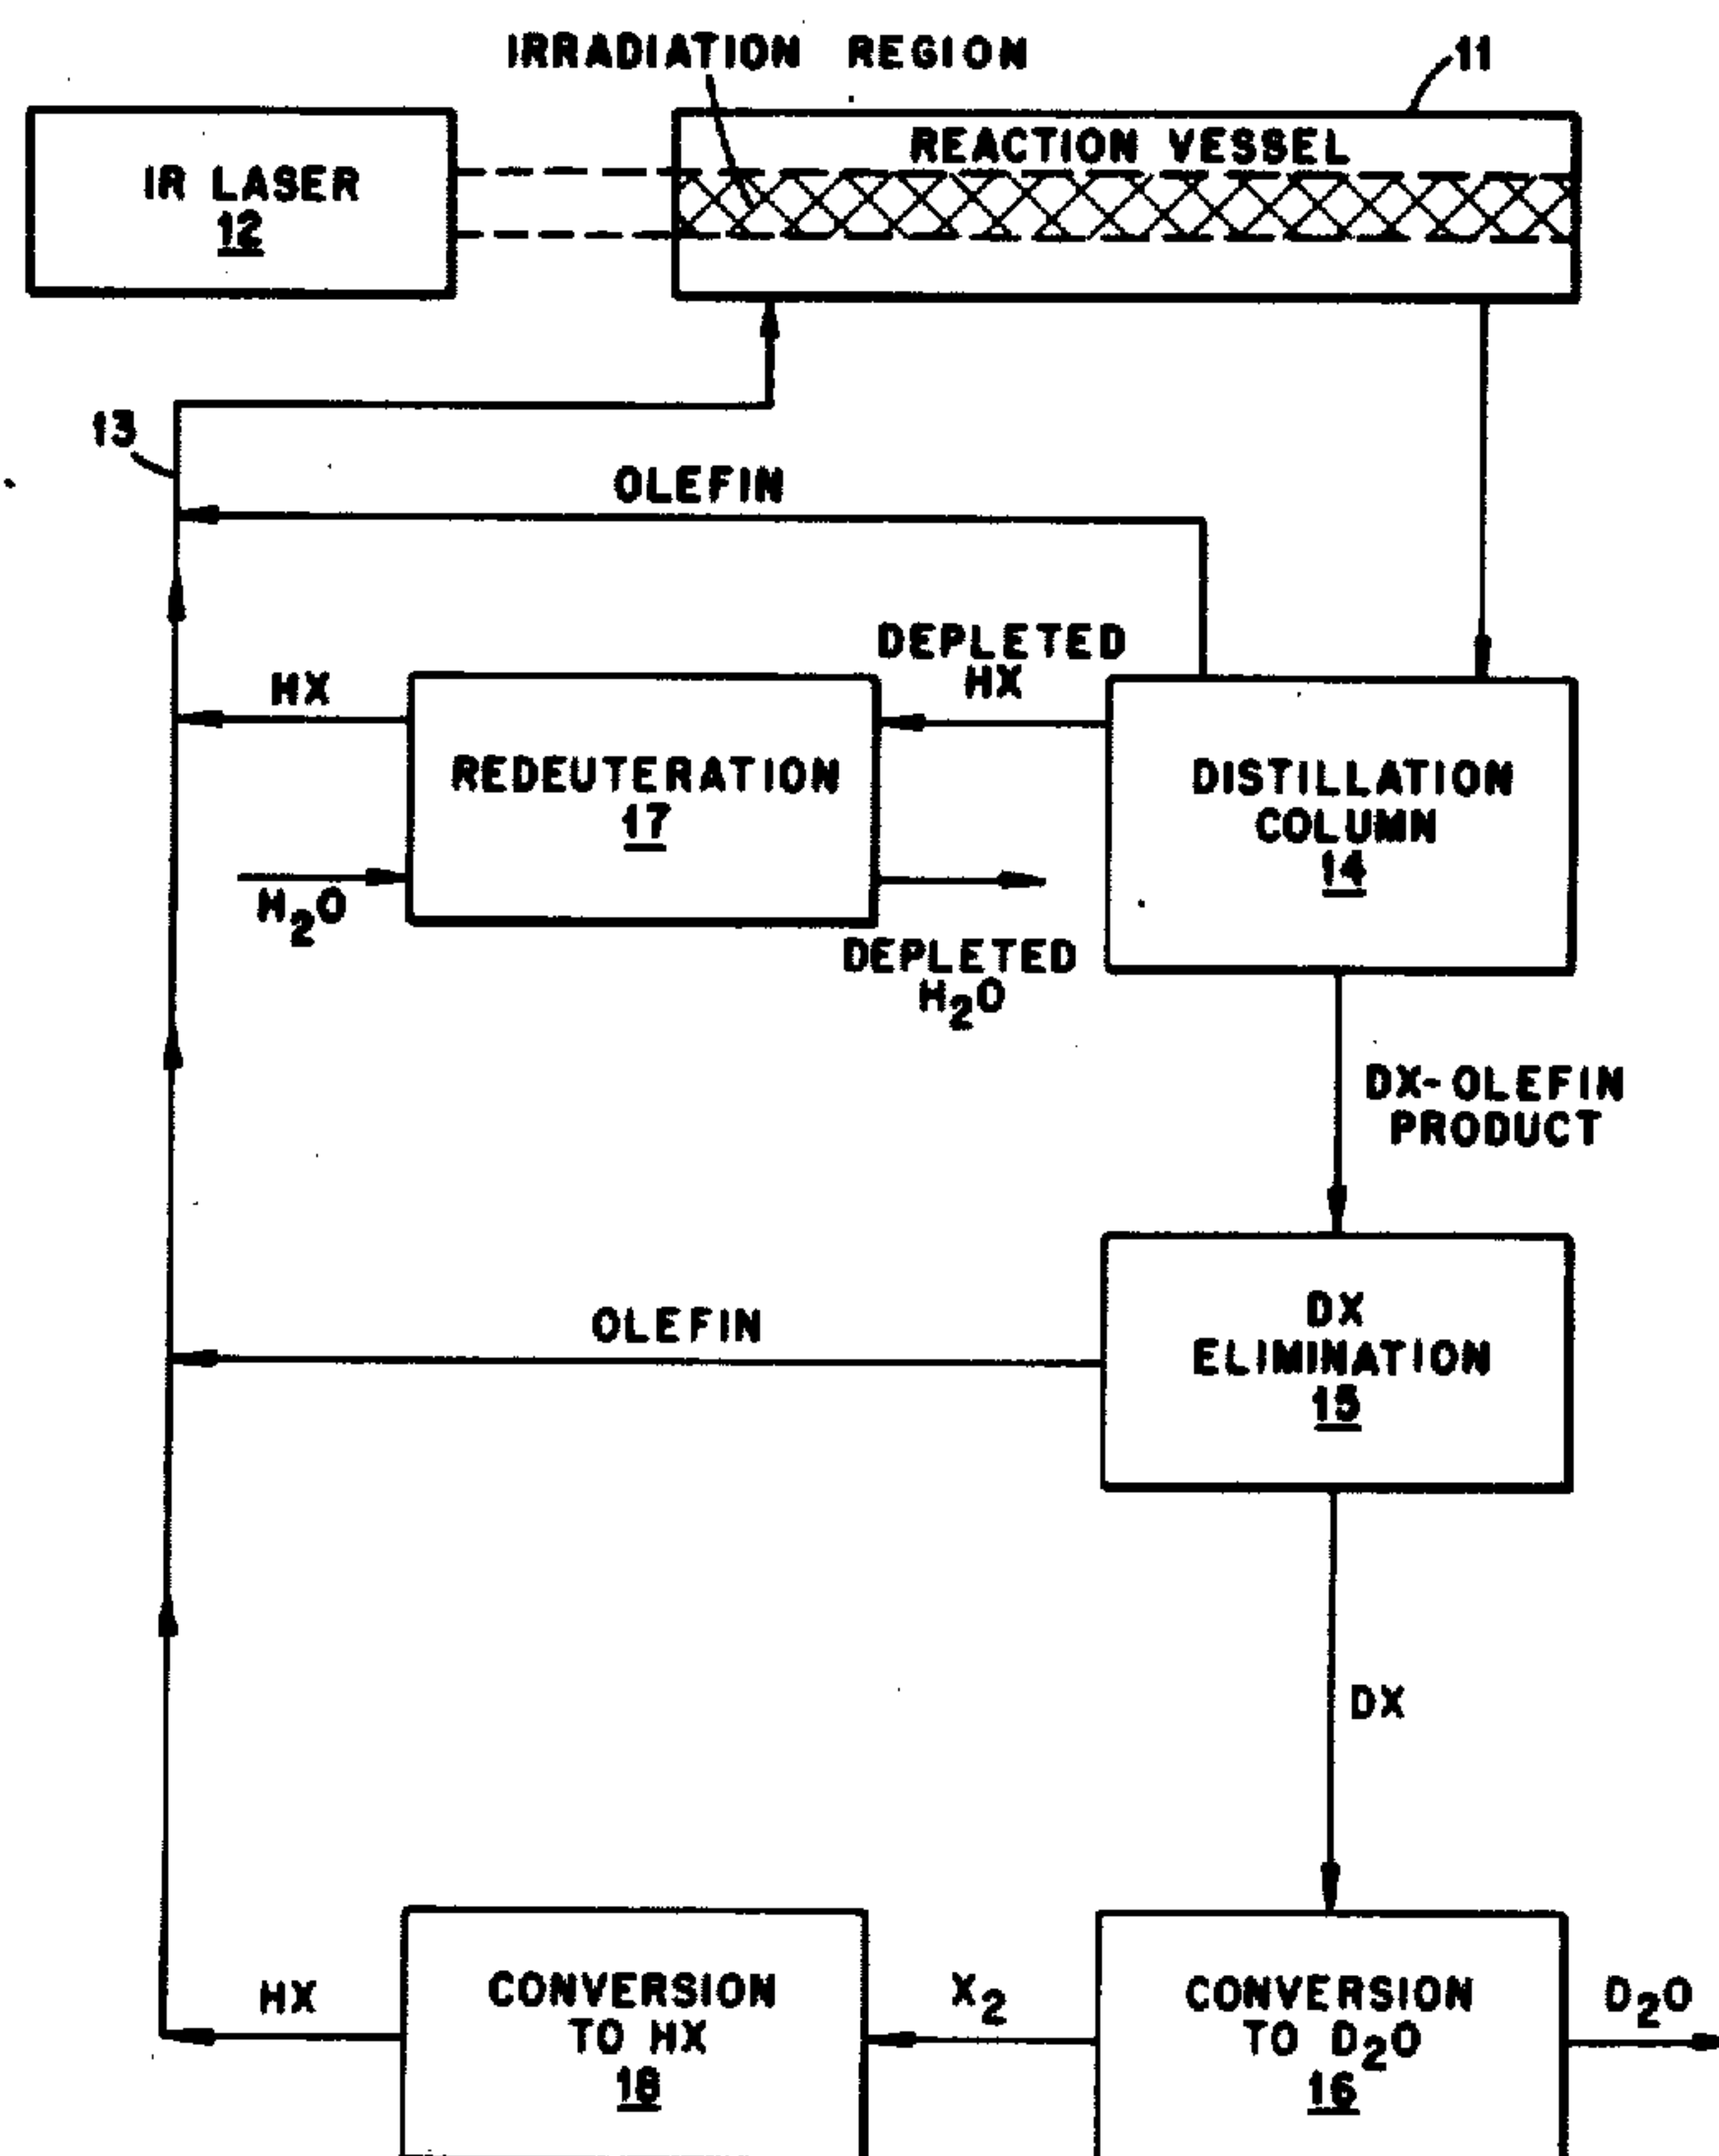 IRRADIATION REGION
11
REACTION VESSEL
IR LASER
12
13
OLEFIN
DEPLETED
HX
HX
REDEUTERATION
17
DISTILLATION
COLUMN
14
H2O
DEPLETED
H2O
DX-OLEFIN
PRODUCT
DX
ELIMINATION
15
OLEFIN
DX
HX
CONVERSION
TO HX
18
X2
CONVERSION
TO D2O
16
D2O